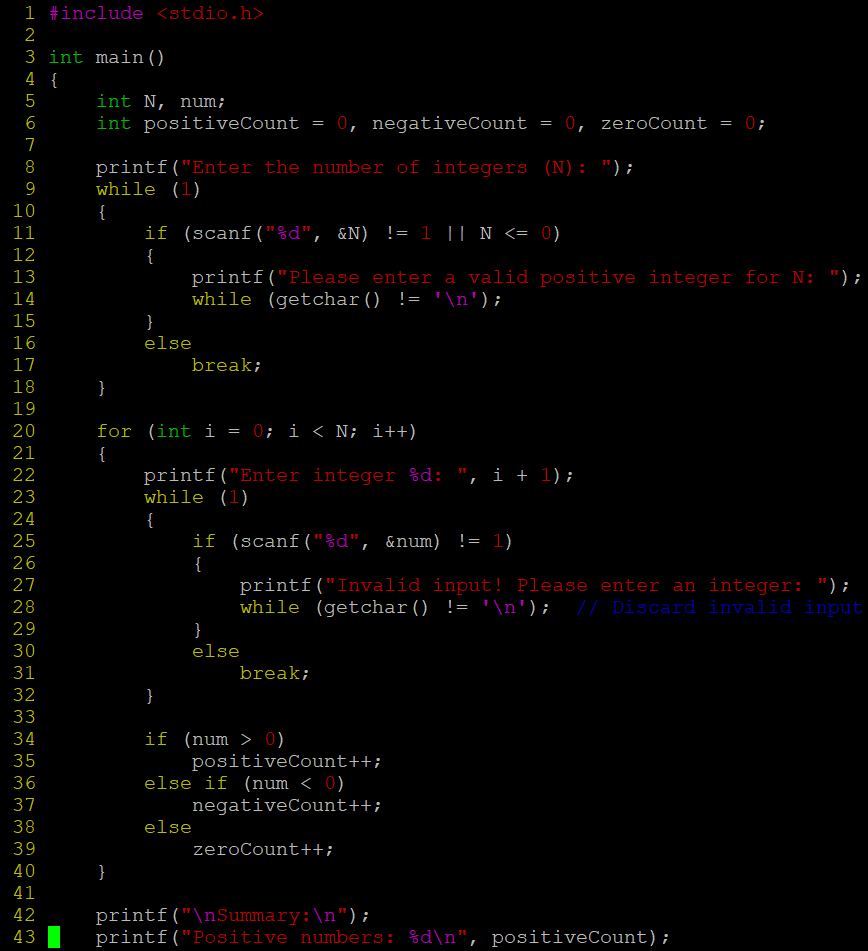 1 #include <stdio.h>
2
3 int main()
4 {
5     int N, num;
6     int positiveCount = 0, negativeCount = 0, zeroCount = 0;
7
8     printf("Enter the number of integers (N): ");
9     while (1)
10     {
11         if (scanf("%d", &N) != 1 || N <= 0)
12         {
13             printf("Please enter a valid positive integer for N: ");
14             while (getchar() != '\n');
15         }
16         else
17             break;
18     }
19
20     for (int i = 0; i < N; i++)
21     {
22         printf("Enter integer %d: ", i + 1);
23         while (1)
24         {
25             if (scanf("%d", &num) != 1)
26             {
27                 printf("Invalid input! Please enter an integer: ");
28                 while (getchar() != '\n');  // Discard invalid input
29             }
30             else
31                 break;
32         }
33
34         if (num > 0)
35             positiveCount++;
36         else if (num < 0)
37             negativeCount++;
38         else
39             zeroCount++;
40     }
41
42     printf("\nSummary:\n");
43     printf("Positive numbers: %d\n", positiveCount);